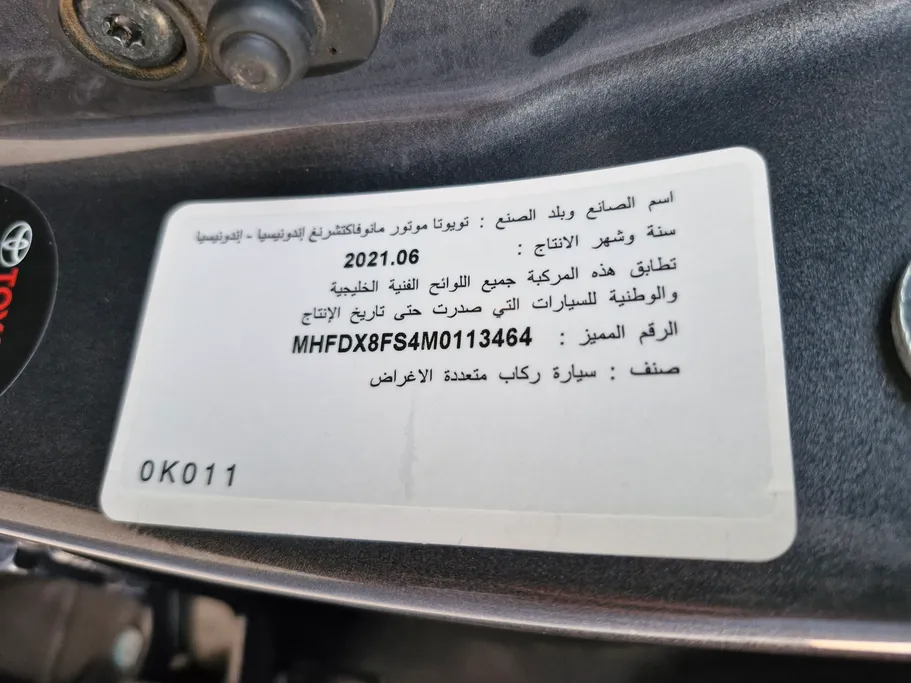 اسم الصانع وبلد الصنع : تويوتا موتور مانوفاكتشرنغ إندونيسيا - إندونيسيا
سنة وشهر الانتاج : 2021.06
تطابق هذه المركبة جميع اللوائح الفنية الخليجية
والوطنية للسيارات التي صدرت حتى تاريخ الإنتاج
الرقم المميز : MHFDX8FS4M0113464
صنف : سيارة ركاب متعددة الاغراض
0K011